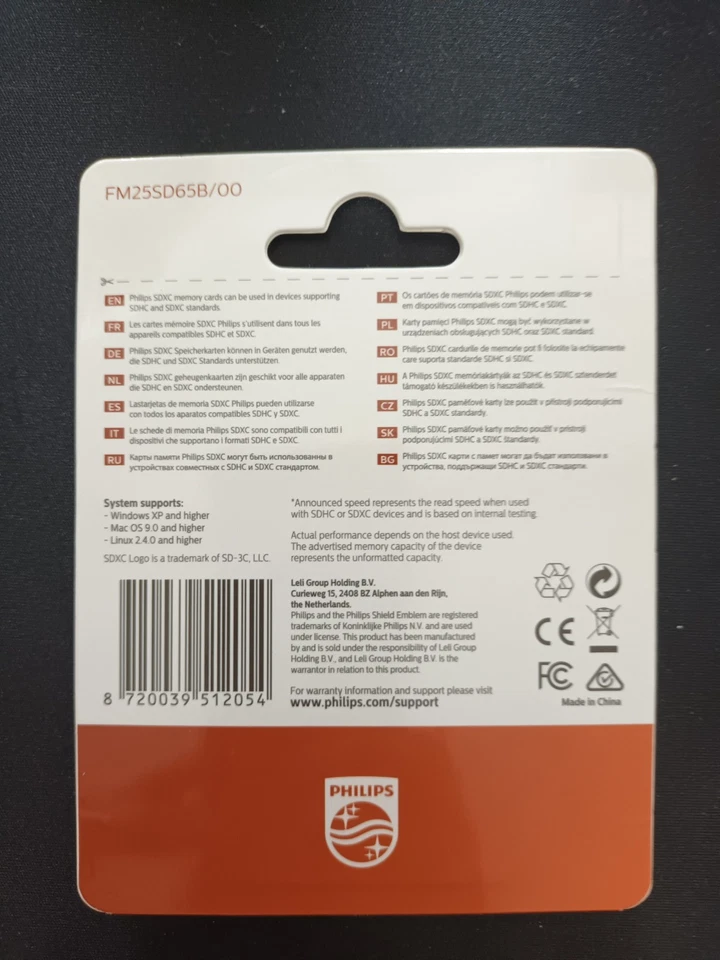 FM25SD65B/00
EN Philips SDXC memory cards can be used in devices supporting
SDHC and SDXC standards.
FR Les cartes mémoire SDXC Philips s'utilisent dans tous les
appareils compatibles SDHC et SDXC.
DE Philips SDXC Speicherkarten können in Geräten genutzt werden,
die SDHC und SDXC Standards unterstützen.
NL Philips SDXC geheugenkaarten zijn geschikt voor alle apparaten
die SDHC en SDXC ondersteunen.
ES Lastarjetas de memoria SDXC Philips pueden utilizarse
con todos los aparatos compatibles SDHC y SDXC.
IT Le schede di memoria Philips SDXC sono compatibili con tutti i
dispositivi che supportano i formati SDHC e SDXC.
RU Карты памяти Philips SDXC могут быть использованны в
устройствах совместных с SDHC и SDXC стандартом.
PT Os cartões de memória SDXC Philips podem utilizar-se
em dispositivos compatíveis com SDHC e SDXC.
PL Karty pamięci Philips SDXC mogą być wykorzystane w
urządzeniach obsługujących SDHC oraz SDXC standard.
RO Philips SDXC cardurile de memorie pot fi folosite la echipamente
care suporta standarde SDHC si SDXC.
HU A Philips SDXC memóriakártyák az SDHC és SDXC sztenderdet
támogató készülékekben is használhatók.
CZ Philips SDXC paměťové karty lze použít v přístroji podporujícími
SDHC a SDXC standardy.
SK Philips SDXC pamäťové karty možno použiť v prístroji
podporujúcimi SDHC a SDXC štandardy.
BG Philips SDXC карти с памет могат да бъдат използвани в
устройства, поддържащи SDHC и SDXC стандарти.
System supports:
- Windows XP and higher
- Mac OS 9.0 and higher
- Linux 2.4.0 and higher
SDXC Logo is a trademark of SD-3C, LLC.
*Announced speed represents the read speed when used
with SDHC or SDXC devices and is based on internal testing.
Actual performance depends on the host device used.
The advertised memory capacity of the device
represents the unformatted capacity.
Leli Group Holding B.V.
Curieweg 15, 2408 BZ Alphen aan den Rijn,
the Netherlands.
Philips and the Philips Shield Emblem are registered
trademarks of Koninklijke Philips N.V. and are used
under license. This product has been manufactured
by and is sold under the responsibility of Leli Group
Holding B.V., and Leli Group Holding B.V. is the
warrantor in relation to this product.
For warranty information and support please visit
www.philips.com/support
8 720039 512054
CE
FC
Made in China
PHILIPS